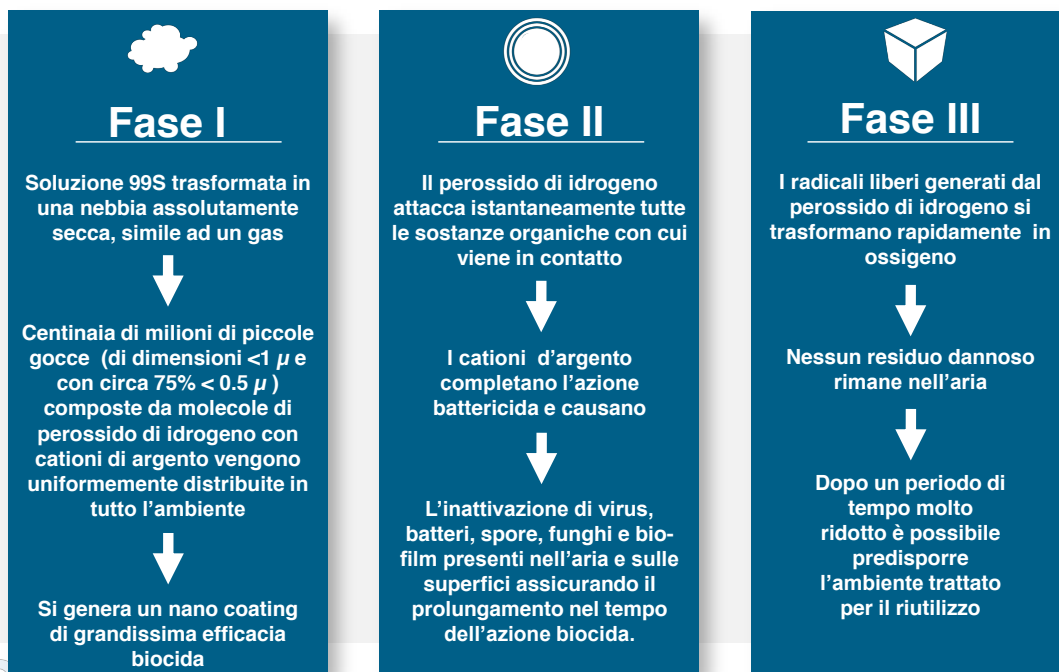 Fase I
Soluzione 99S trasformata in
una nebbia assolutamente
secca, simile ad un gas
Centinaia di milioni di piccole
gocce (di dimensioni <1 µ e
con circa 75% < 0.5 µ )
composte da molecole di
perossido di idrogeno con
cationi di argento vengono
uniformemente distribuite in
tutto l’ambiente
Si genera un nano coating
di grandissima efficacia
biocida
Fase II
Il perossido di idrogeno
attacca istantaneamente tutte
le sostanze organiche con cui
viene in contatto
I cationi d’argento
completano l’azione
battericida e causano
L’inattivazione di virus,
batteri, spore, funghi e bio-
film presenti nell’aria e sulle
superfici assicurando il
prolungamento nel tempo
dell’azione biocida.
Fase III
I radicali liberi generati dal
perossido di idrogeno si
trasformano rapidamente in
ossigeno
Nessun residuo dannoso
rimane nell’aria
Dopo un periodo di
tempo molto
ridotto è possibile
predisporre
l’ambiente trattato
per il riutilizzo